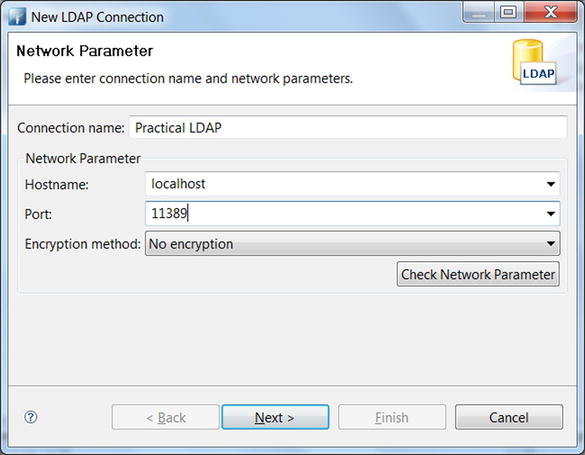 New LDAP Connection
Network Parameter
Please enter connection name and network parameters.
LDAP
Connection name: Practical LDAP
Network Parameter
Hostname: localhost
Port: 11389
Encryption method: No encryption
Check Network Parameter
? < Back Next > Finish Cancel